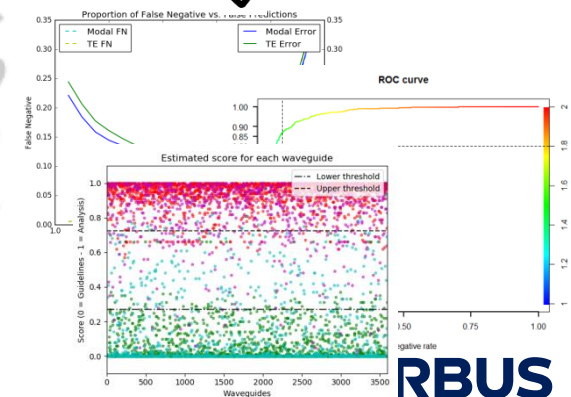 Proportion of False Negative vs. False Predictions
0.35 0.35
Modal FN
TE FN
Modal Error
TE Error
0.30 0.30
0.25
0.20
0.15
0.10
0.05
0.00
1.0
False Negative
ROC curve
1.00
0.90
0.85
2
1.8
1.6
1.4
1.2
1
.50 0.75 1.00
egative rate
Estimated score for each waveguide
Lower threshold
Upper threshold
Score (0 = Guidelines - 1 = Analysis)
1.0
0.8
0.6
0.4
0.2
0.0
0 500 1000 1500 2000 2500 3000 3500
Waveguides
RBUS